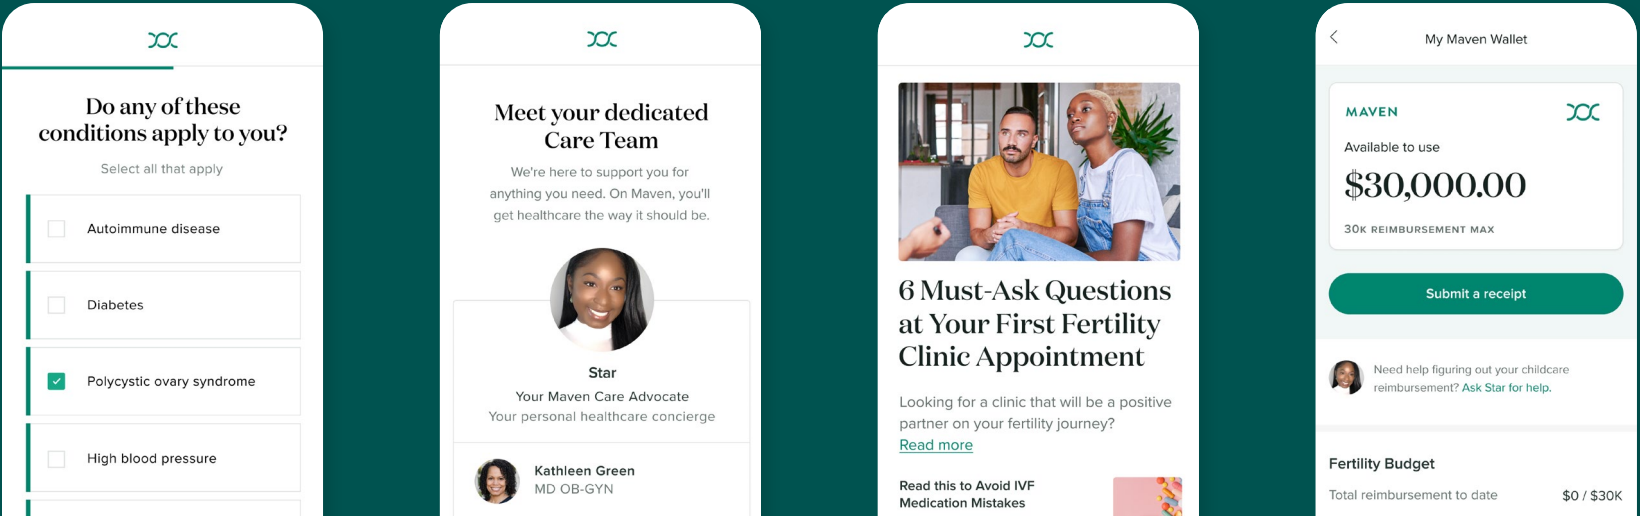 Do any of these
conditions apply to you?
Select all that apply
Autoimmune disease
Diabetes
Polycystic ovary syndrome
High blood pressure
Meet your dedicated
Care Team
We're here to support you for
anything you need. On Maven, you'll
get healthcare the way it should be.
Star
Your Maven Care Advocate
Your personal healthcare concierge
Kathleen Green
MD OB-GYN
6 Must-Ask Questions
at Your First Fertility
Clinic Appointment
Looking for a clinic that will be a positive
partner on your fertility journey?
Read more
Read this to Avoid IVF
Medication Mistakes
My Maven Wallet
MAVEN
Available to use
$30,000.00
30K REIMBURSEMENT MAX
Submit a receipt
Need help figuring out your childcare
reimbursement? Ask Star for help.
Fertility Budget
Total reimbursement to date $0 / $30K